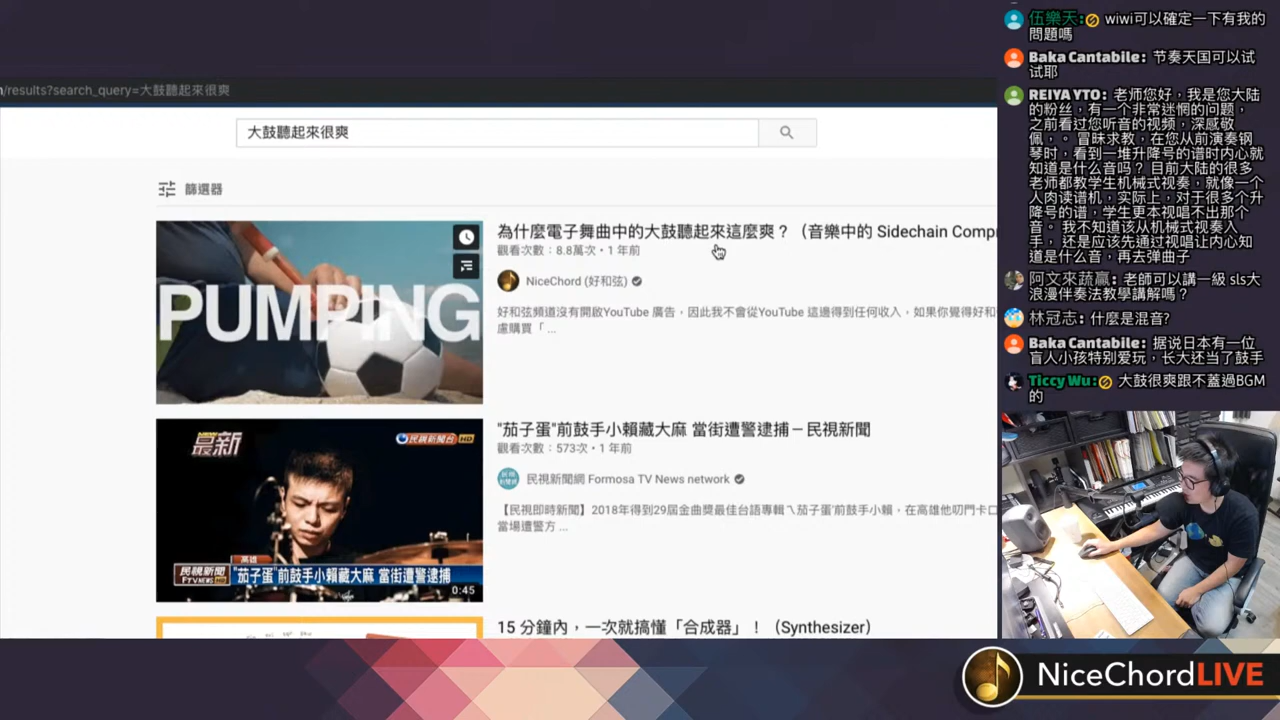 /results?search_query=大鼓聽起來很爽
大鼓聽起來很爽
篩選器
PUMPING
為什麼電子舞曲中的大鼓聽起來這麼爽？（音樂中的 Sidechain Comp
觀看次數：8.8萬次・1 年前
NiceChord (好和弦)
好和弦頻道沒有開啟YouTube 廣告，因此我不會從YouTube 這邊得到任何收入，如果你覺得好和
慮購買「 ...
最新
民視新聞台HD
高雄
民視新聞
FTVNEWS HD
"茄子蛋"前鼓手小賴藏大麻 當街遭警逮捕
0:45
"茄子蛋"前鼓手小賴藏大麻 當街遭警逮捕 – 民視新聞
觀看次數：573次・1 年前
民視新聞網 Formosa TV News network
【民視即時新聞】2018年得到29屆金曲獎最佳台語專輯ㄟ茄子蛋前鼓手小賴，在高雄他叨門卡口
當場遭警方 ...
15 分鐘內，一次就搞懂「合成器」！（Synthesizer）
伍樂天: wiwi可以確定一下有我的
問題嗎
Baka Cantabile: 节奏天国可以试
试耶
REIYA YTO: 老师您好，我是您大陆
的粉丝，有一个非常迷惘的问题，
之前看过您听音的视频，深感敬
佩，。冒昧求教，在您从前演奏钢
琴时，看到一堆升降号的谱时内心就
知道是什么音吗？目前大陆的很多
老师都教学生机械式视奏，就像一个
人肉读谱机，实际上，对于很多个升
降号的谱，学生更本视唱不出那个
音。 我不知道该从机械式视奏入
手，还是应该先通过视唱让内心知
道是什么音，再去弹曲子
阿文來蔬贏: 老師可以講一級 sls大
浪漫伴奏法教學講解嗎？
林冠志: 什麼是混音?
Baka Cantabile: 据说日本有一位
盲人小孩特别爱玩，长大还当了鼓手
Ticcy Wu: 大鼓很爽跟不蓋過BGM
的
NiceChordLIVE